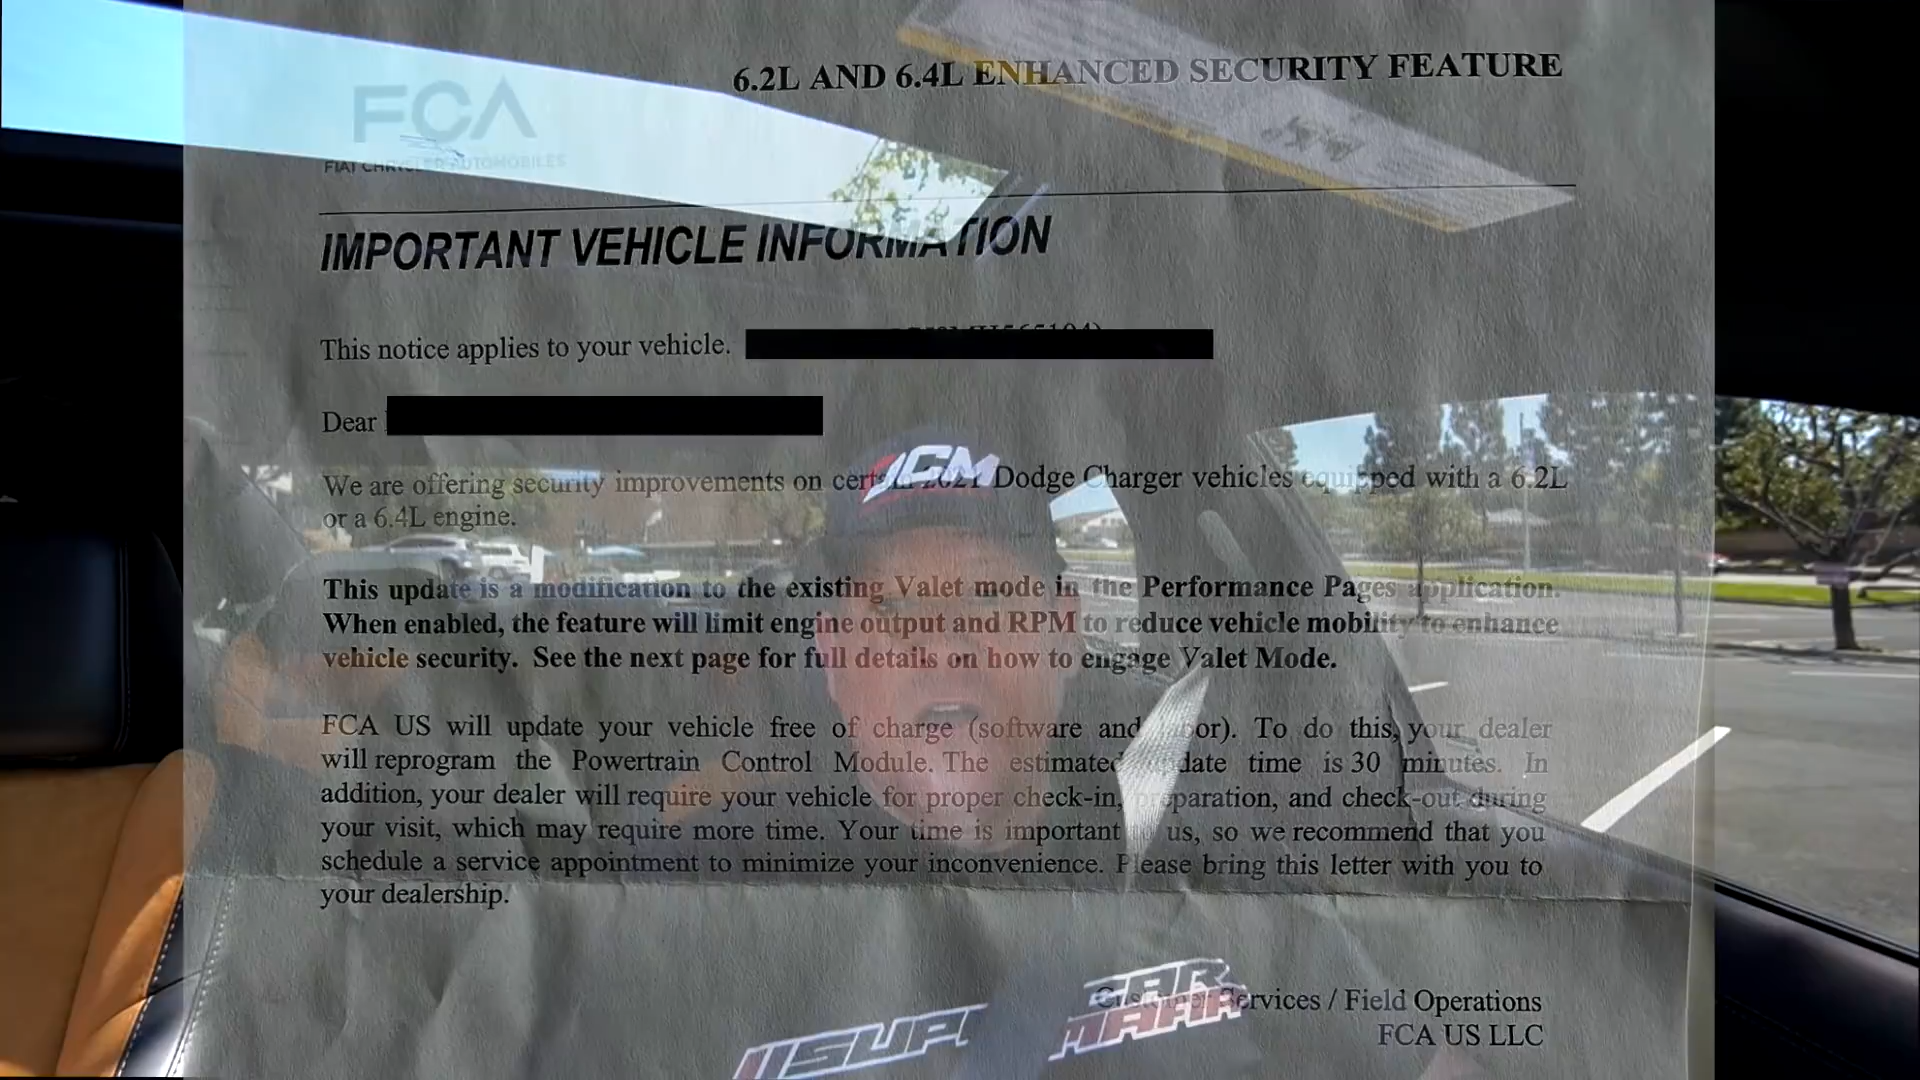 6.2L AND 6.4L ENHANCED SECURITY FEATURE
FCA
FIAT CHRYSLER AUTOMOBILES
IMPORTANT VEHICLE INFORMATION
This notice applies to your vehicle.
Dear
We are offering security improvements on certain 2021 Dodge Charger vehicles equipped with a 6.2L
or a 6.4L engine.
This update is a modification to the existing Valet mode in the Performance Pages application.
When enabled, the feature will limit engine output and RPM to reduce vehicle mobility to enhance
vehicle security. See the next page for full details on how to engage Valet Mode.
FCA US will update your vehicle free of charge (software and labor). To do this, your dealer
will reprogram the Powertrain Control Module. The estimated update time is 30 minutes. In
addition, your dealer will require your vehicle for proper check-in, preparation, and check-out during
your visit, which may require more time. Your time is important to us, so we recommend that you
schedule a service appointment to minimize your inconvenience. Please bring this letter with you to
your dealership.
Customer Services / Field Operations
FCA US LLC
CAR